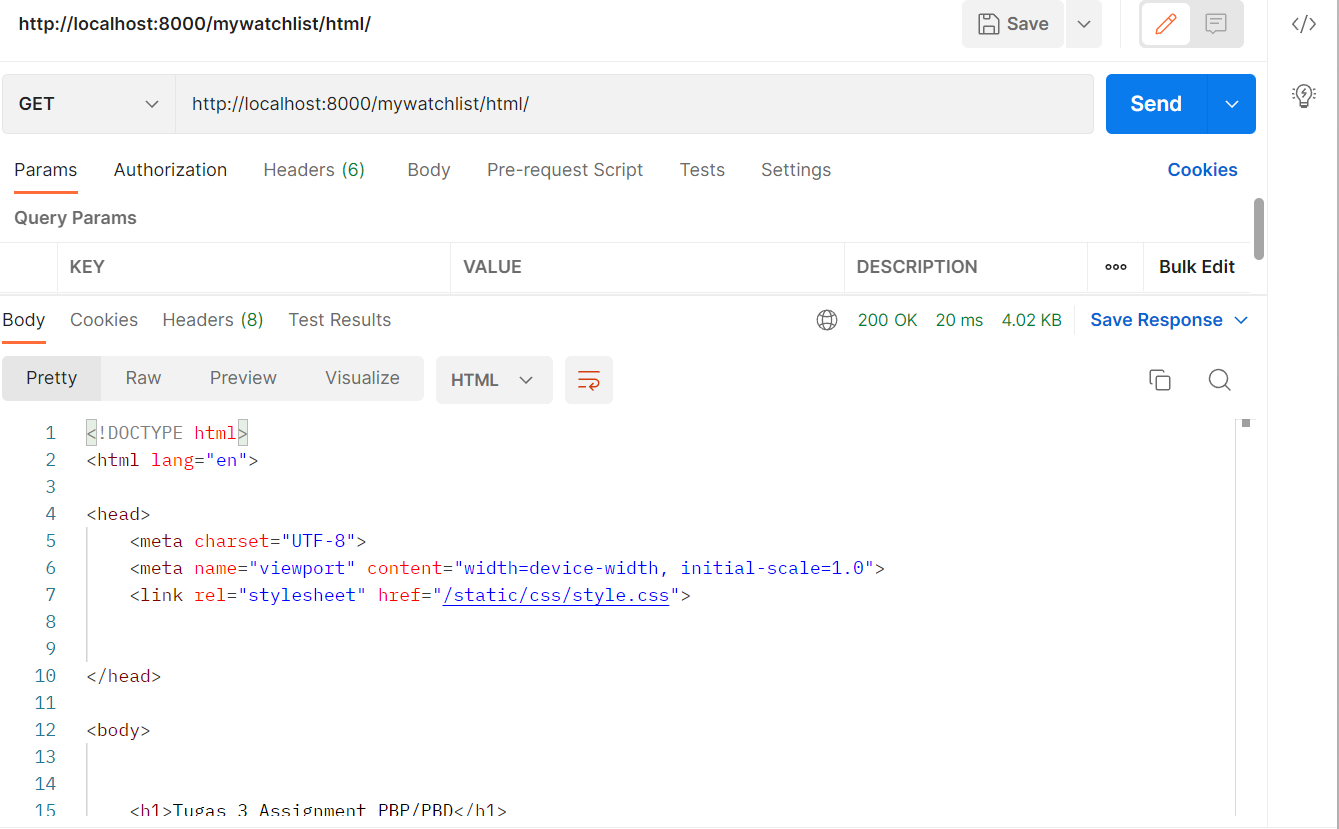 http://localhost:8000/mywatchlist/html/
Save
GET
http://localhost:8000/mywatchlist/html/
Send
Params Authorization Headers (6) Body Pre-request Script Tests Settings Cookies
Query Params
KEY VALUE DESCRIPTION Bulk Edit
Body Cookies Headers (8) Test Results 200 OK 20 ms 4.02 KB Save Response
Pretty Raw Preview Visualize HTML
1 <!DOCTYPE html>
2 <html lang="en">
3
4 <head>
5 <meta charset="UTF-8">
6 <meta name="viewport" content="width=device-width, initial-scale=1.0">
7 <link rel="stylesheet" href="/static/css/style.css">
8
9
10 </head>
11
12 <body>
13
14
15 <h1>Tugas 3 Assignment PBP/PBD</h1>